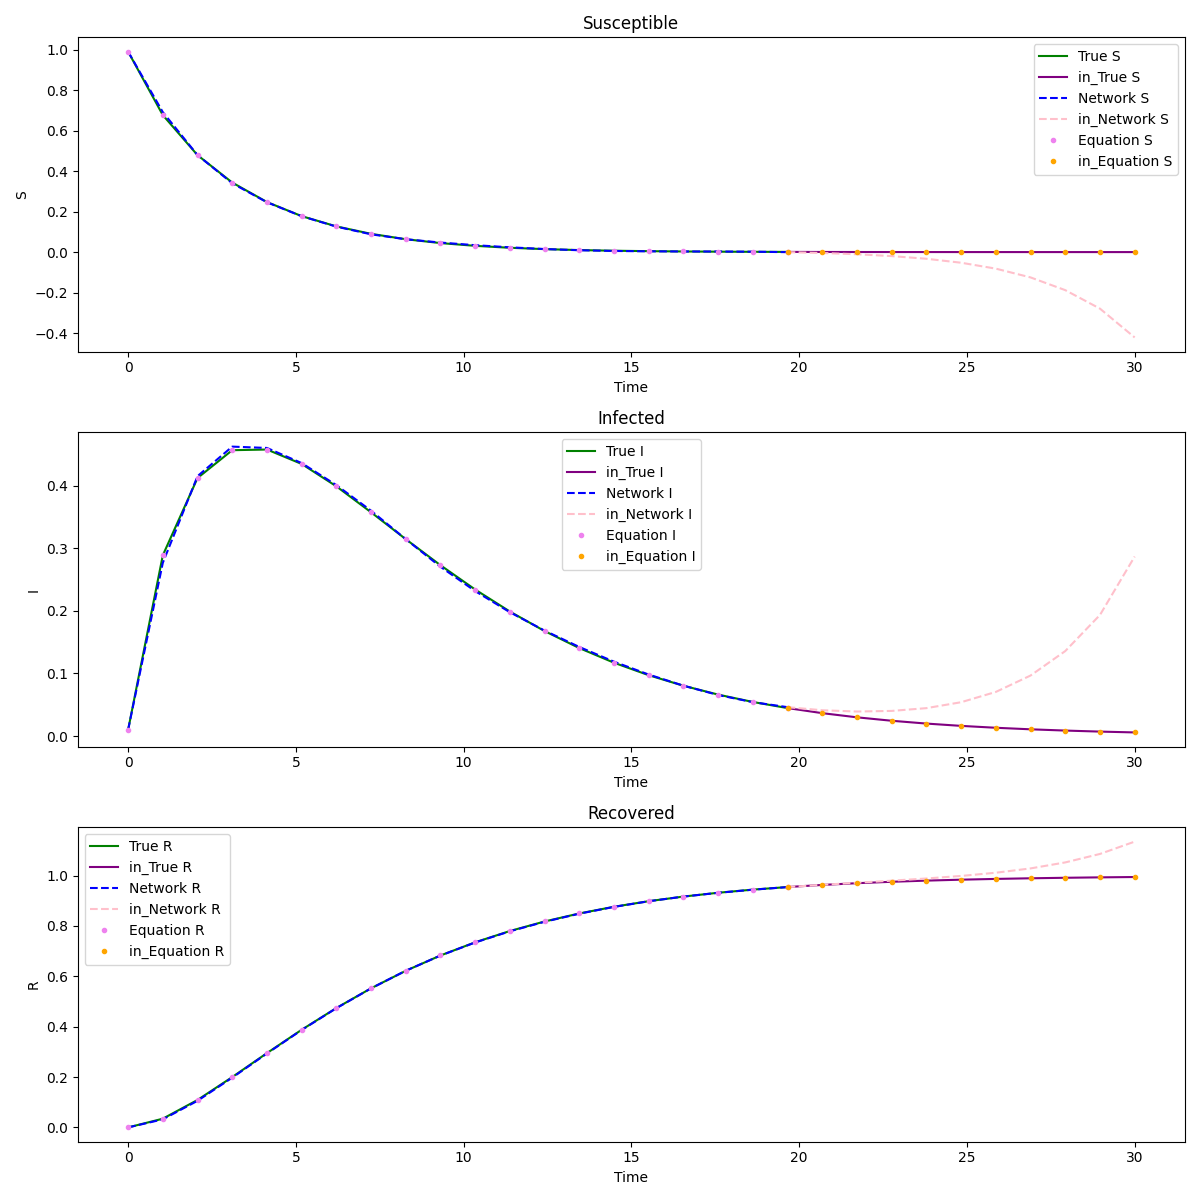 Susceptible
1.0
0.8
0.6
0.4
0.2
0.0
−0.2
−0.4
S
True S
in_True S
Network S
in_Network S
Equation S
in_Equation S
0 5 10 15 20 25 30
Time
Infected
0.4
0.3
0.2
0.1
0.0
I
True I
in_True I
Network I
in_Network I
Equation I
in_Equation I
0 5 10 15 20 25 30
Time
Recovered
1.0
0.8
0.6
0.4
0.2
0.0
R
True R
in_True R
Network R
in_Network R
Equation R
in_Equation R
0 5 10 15 20 25 30
Time